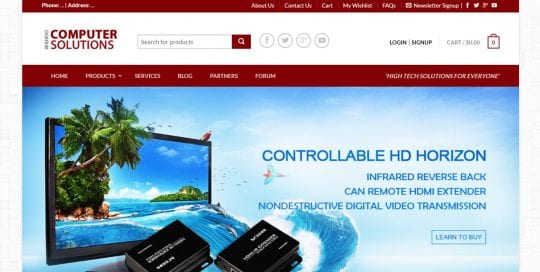 Phone: ... | Address: ...
About Us Contact Us Cart My Wishlist FAQs Newsletter Signup
COMPUTER
SOLUTIONS
Search for products
LOGIN SIGNUP CART / $0.00 0
HOME PRODUCTS SERVICES BLOG PARTNERS FORUM "HIGH TECH SOLUTIONS FOR EVERYONE"
CONTROLLABLE HD HORIZON
INFRARED REVERSE BACK
CAN REMOTE HDMI EXTENDER
NONDESTRUCTIVE DIGITAL VIDEO TRANSMISSION
LEARN TO BUY